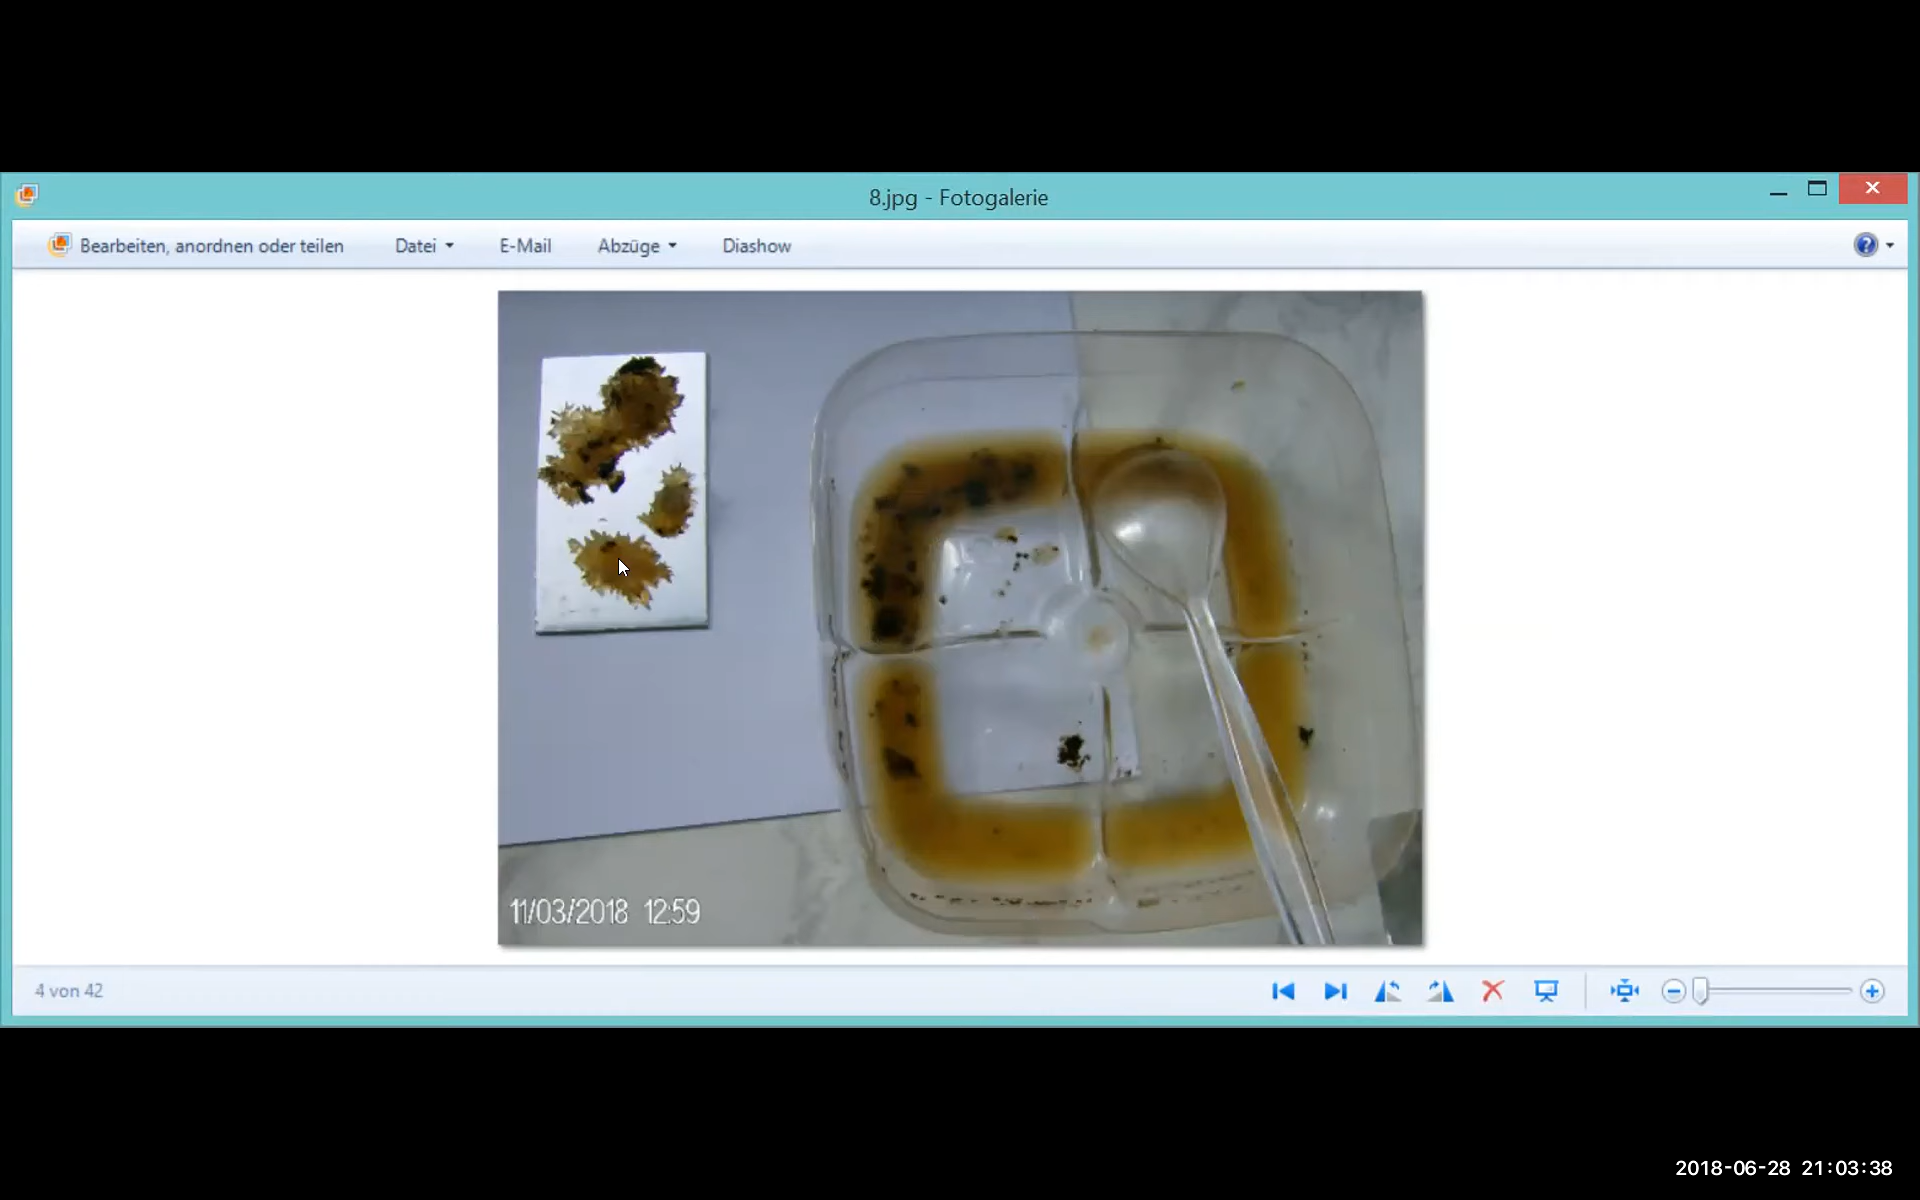 8.jpg - Fotogalerie
Bearbeiten, anordnen oder teilen Datei E-Mail Abzüge Diashow
11/03/2018 12:59
4 von 42
2018-06-28 21:03:38